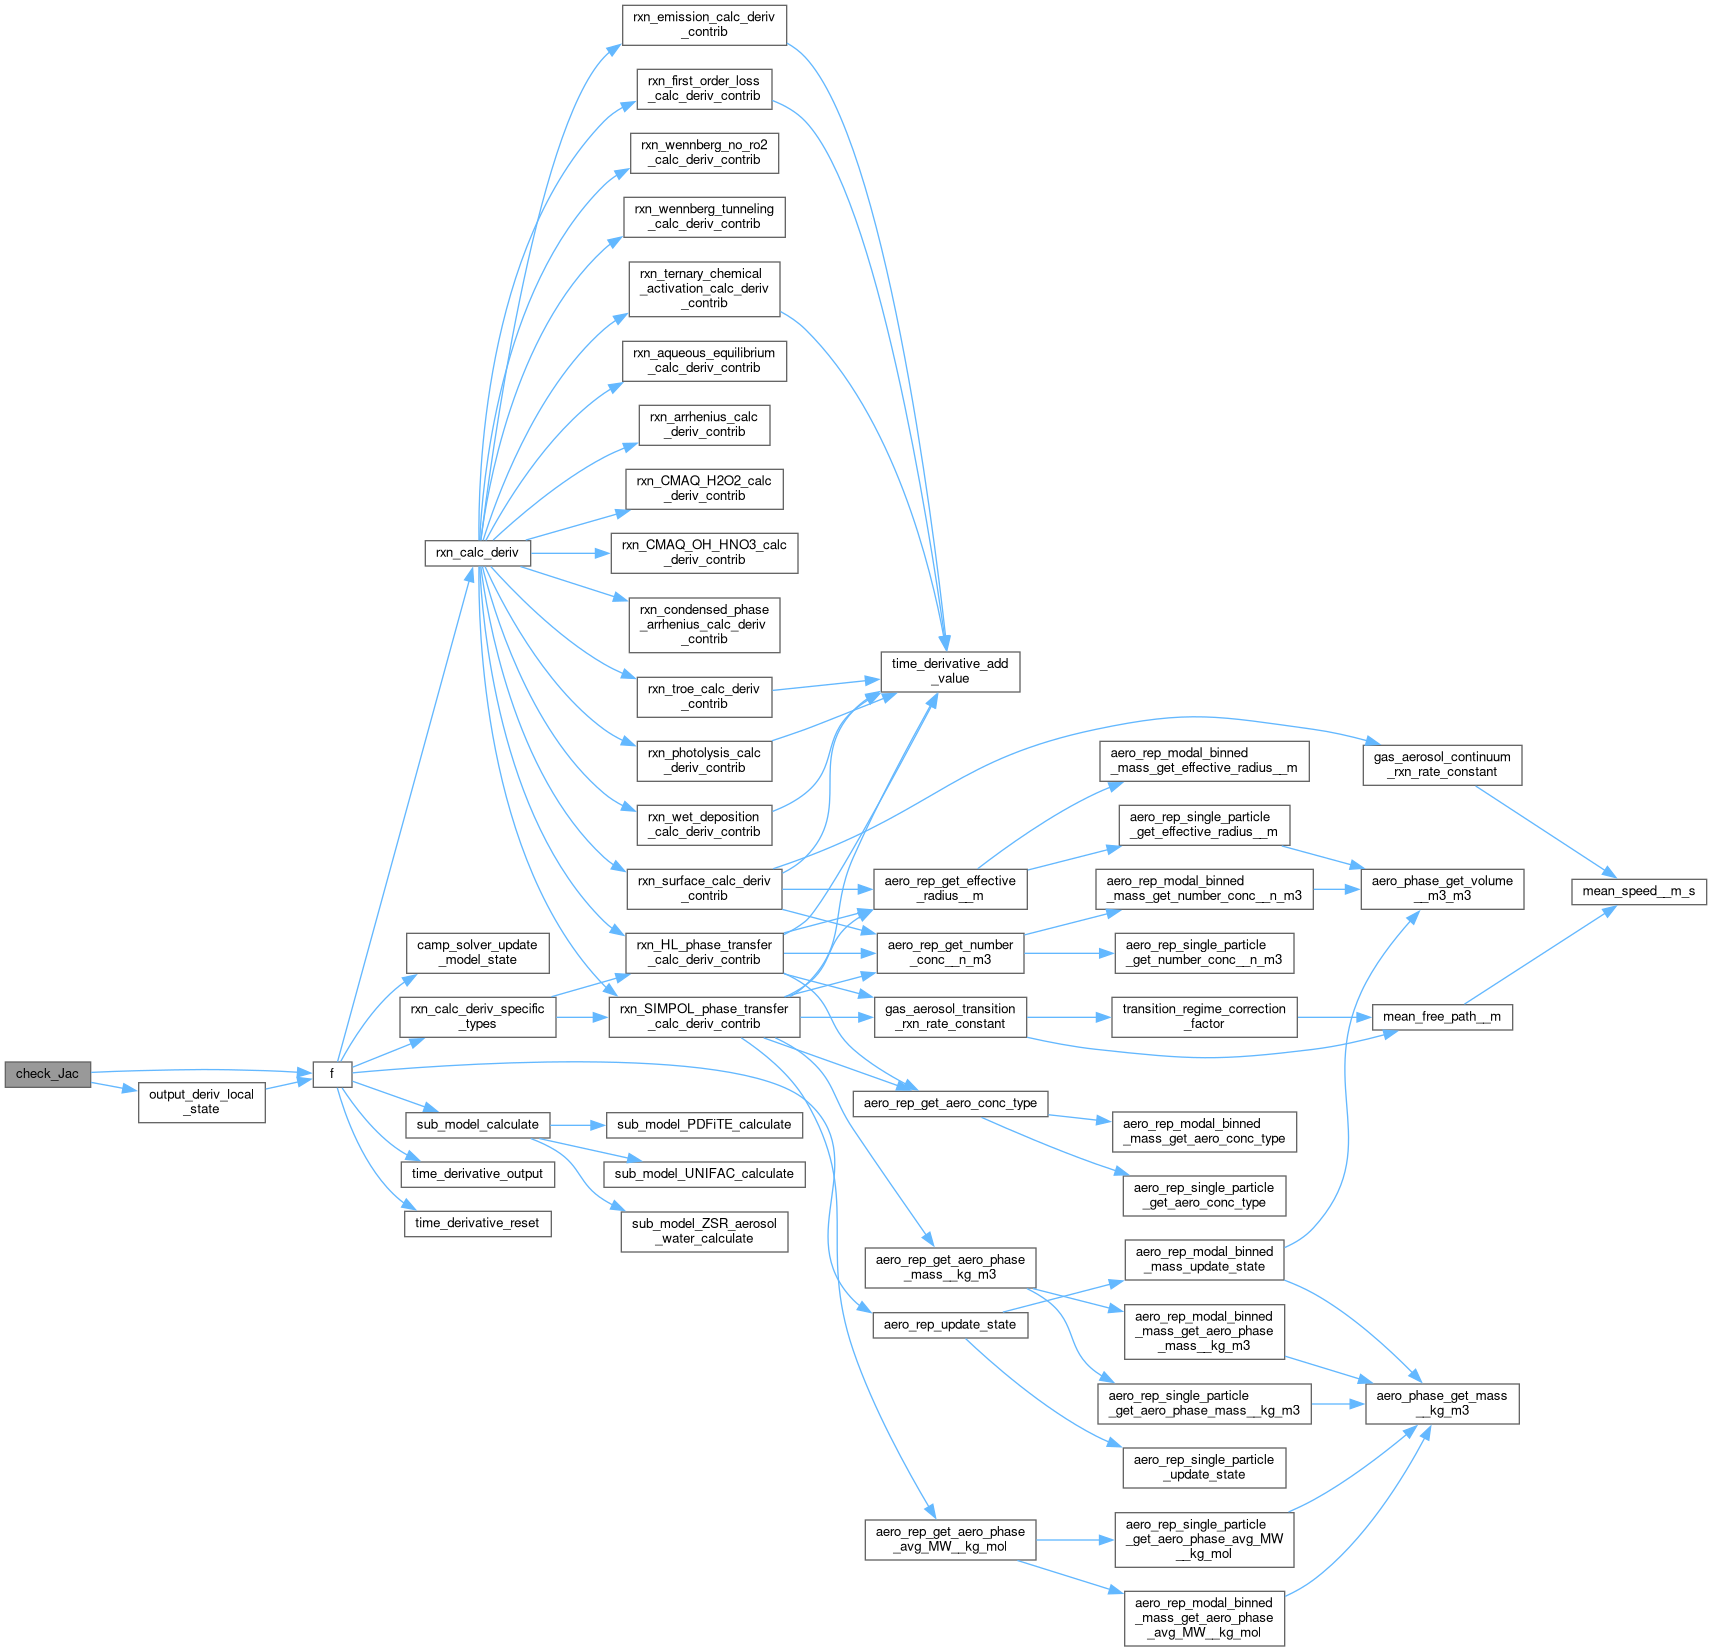 check_Jac
output_deriv_local
_state
f
rxn_calc_deriv
camp_solver_update
_model_state
rxn_calc_deriv_specific
_types
sub_model_calculate
time_derivative_output
time_derivative_reset
rxn_emission_calc_deriv
_contrib
rxn_first_order_loss
_calc_deriv_contrib
rxn_wennberg_no_ro2
_calc_deriv_contrib
rxn_wennberg_tunneling
_calc_deriv_contrib
rxn_ternary_chemical
_activation_calc_deriv
_contrib
rxn_aqueous_equilibrium
_calc_deriv_contrib
rxn_arrhenius_calc
_deriv_contrib
rxn_CMAQ_H2O2_calc
_deriv_contrib
rxn_CMAQ_OH_HNO3_calc
_deriv_contrib
rxn_condensed_phase
_arrhenius_calc_deriv
_contrib
rxn_troe_calc_deriv
_contrib
rxn_photolysis_calc
_deriv_contrib
rxn_wet_deposition
_calc_deriv_contrib
rxn_surface_calc_deriv
_contrib
rxn_HL_phase_transfer
_calc_deriv_contrib
rxn_SIMPOL_phase_transfer
_calc_deriv_contrib
sub_model_PDFiTE_calculate
sub_model_UNIFAC_calculate
sub_model_ZSR_aerosol
_water_calculate
time_derivative_add
_value
aero_rep_get_effective
_radius__m
aero_rep_get_number
_conc__n_m3
gas_aerosol_transition
_rxn_rate_constant
aero_rep_get_aero_conc_type
aero_rep_get_aero_phase
_mass__kg_m3
aero_rep_update_state
aero_rep_get_aero_phase
_avg_MW__kg_mol
aero_rep_modal_binned
_mass_get_effective_radius__m
aero_rep_single_particle
_get_effective_radius__m
aero_rep_modal_binned
_mass_get_number_conc__n_m3
aero_rep_single_particle
_get_number_conc__n_m3
transition_regime_correction
_factor
aero_rep_modal_binned
_mass_get_aero_conc_type
aero_rep_single_particle
_get_aero_conc_type
aero_rep_modal_binned
_mass_update_state
aero_rep_modal_binned
_mass_get_aero_phase
_mass__kg_m3
aero_rep_single_particle
_get_aero_phase_mass__kg_m3
aero_rep_single_particle
_update_state
aero_rep_single_particle
_get_aero_phase_avg_MW
__kg_mol
aero_rep_modal_binned
_mass_get_aero_phase
_avg_MW__kg_mol
gas_aerosol_continuum
_rxn_rate_constant
aero_phase_get_volume
__m3_m3
mean_free_path__m
aero_phase_get_mass
__kg_m3
mean_speed__m_s